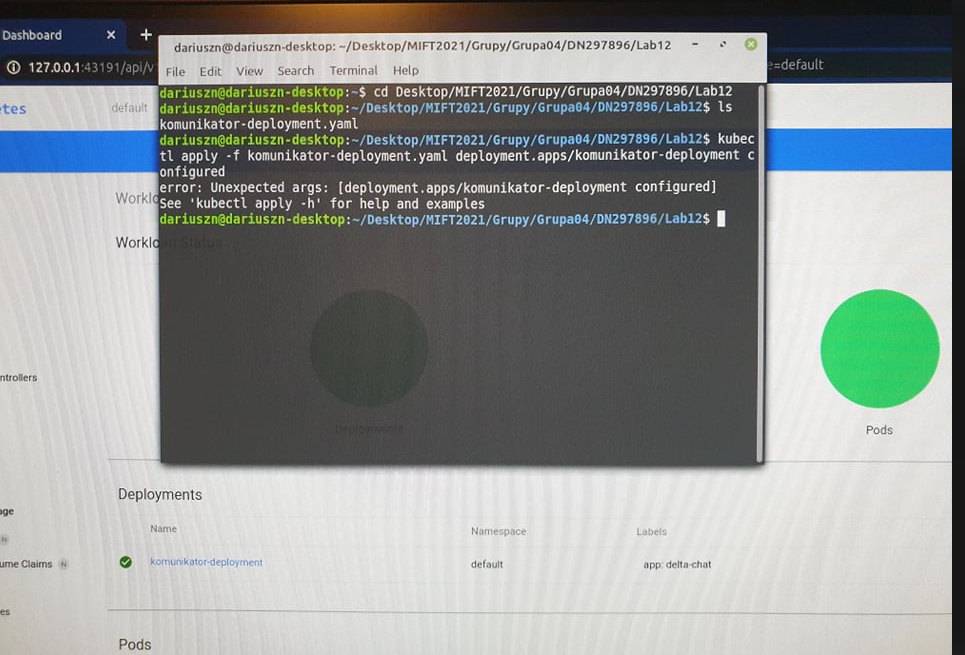 Dashboard
dariuszn@dariuszn-desktop: ~/Desktop/MIFT2021/Grupy/Grupa04/DN297896/Lab12
127.0.0.1:43191/api/v
=default
File Edit View Search Terminal Help
dariuszn@dariuszn-desktop:~$ cd Desktop/MIFT2021/Grupy/Grupa04/DN297896/Lab12
dariuszn@dariuszn-desktop:~/Desktop/MIFT2021/Grupy/Grupa04/DN297896/Lab12$ ls
komunikator-deployment.yaml
dariuszn@dariuszn-desktop:~/Desktop/MIFT2021/Grupy/Grupa04/DN297896/Lab12$ kubec
tl apply -f komunikator-deployment.yaml deployment.apps/komunikator-deployment c
onfigured
error: Unexpected args: [deployment.apps/komunikator-deployment configured]
See 'kubectl apply -h' for help and examples
dariuszn@dariuszn-desktop:~/Desktop/MIFT2021/Grupy/Grupa04/DN297896/Lab12$
etes
default
Worklo
Workload Status
ntrollers
Deployments
Pods
Deployments
age
Name Namespace Labels
N
ume Claims N
komunikator-deployment default app: delta-chat
es
Pods